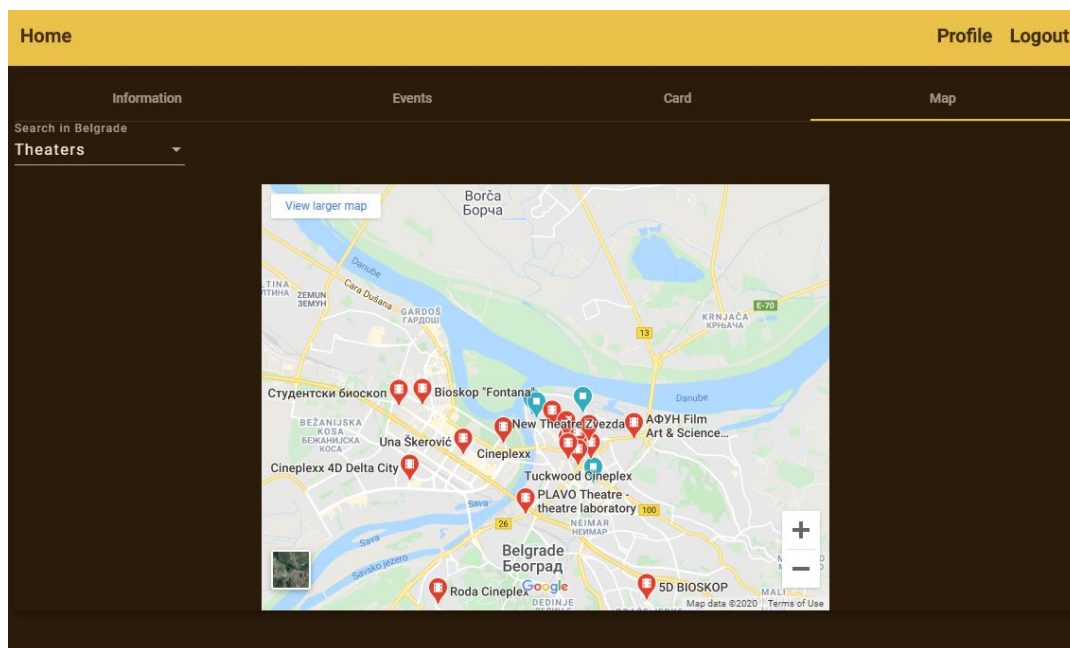 Home
Profile Logout
Information Events Card Map
Search in Belgrade
Theaters
View larger map
Borča
Борча
Danube
Cara Dušana
ZEMUN
ЗЕМУН
GARDOŠ
ГАРДОШ
E-70
KRNJAČA
КРЊАЧА
13
Студентски биоскоп
Bioskop "Fontana"
Danube
New Theatre Zvezda
АФУН Film
Art & Science...
BEŽANIJSKA
KOSA
БЕЖАНИЈСКА
КОСА
Una Škerović
Cineplexx
Cineplexx 4D Delta City
Tuckwood Cineplex
PLAVO Theatre -
theatre laboratory
100
Sava
26
NEIMAR
НЕИМАР
Sava
Belgrade
Београд
Savsko jezero
Google
Roda Cineplex
5D BIOSKOP
DEDINJE
Map data ©2020 Terms of Use